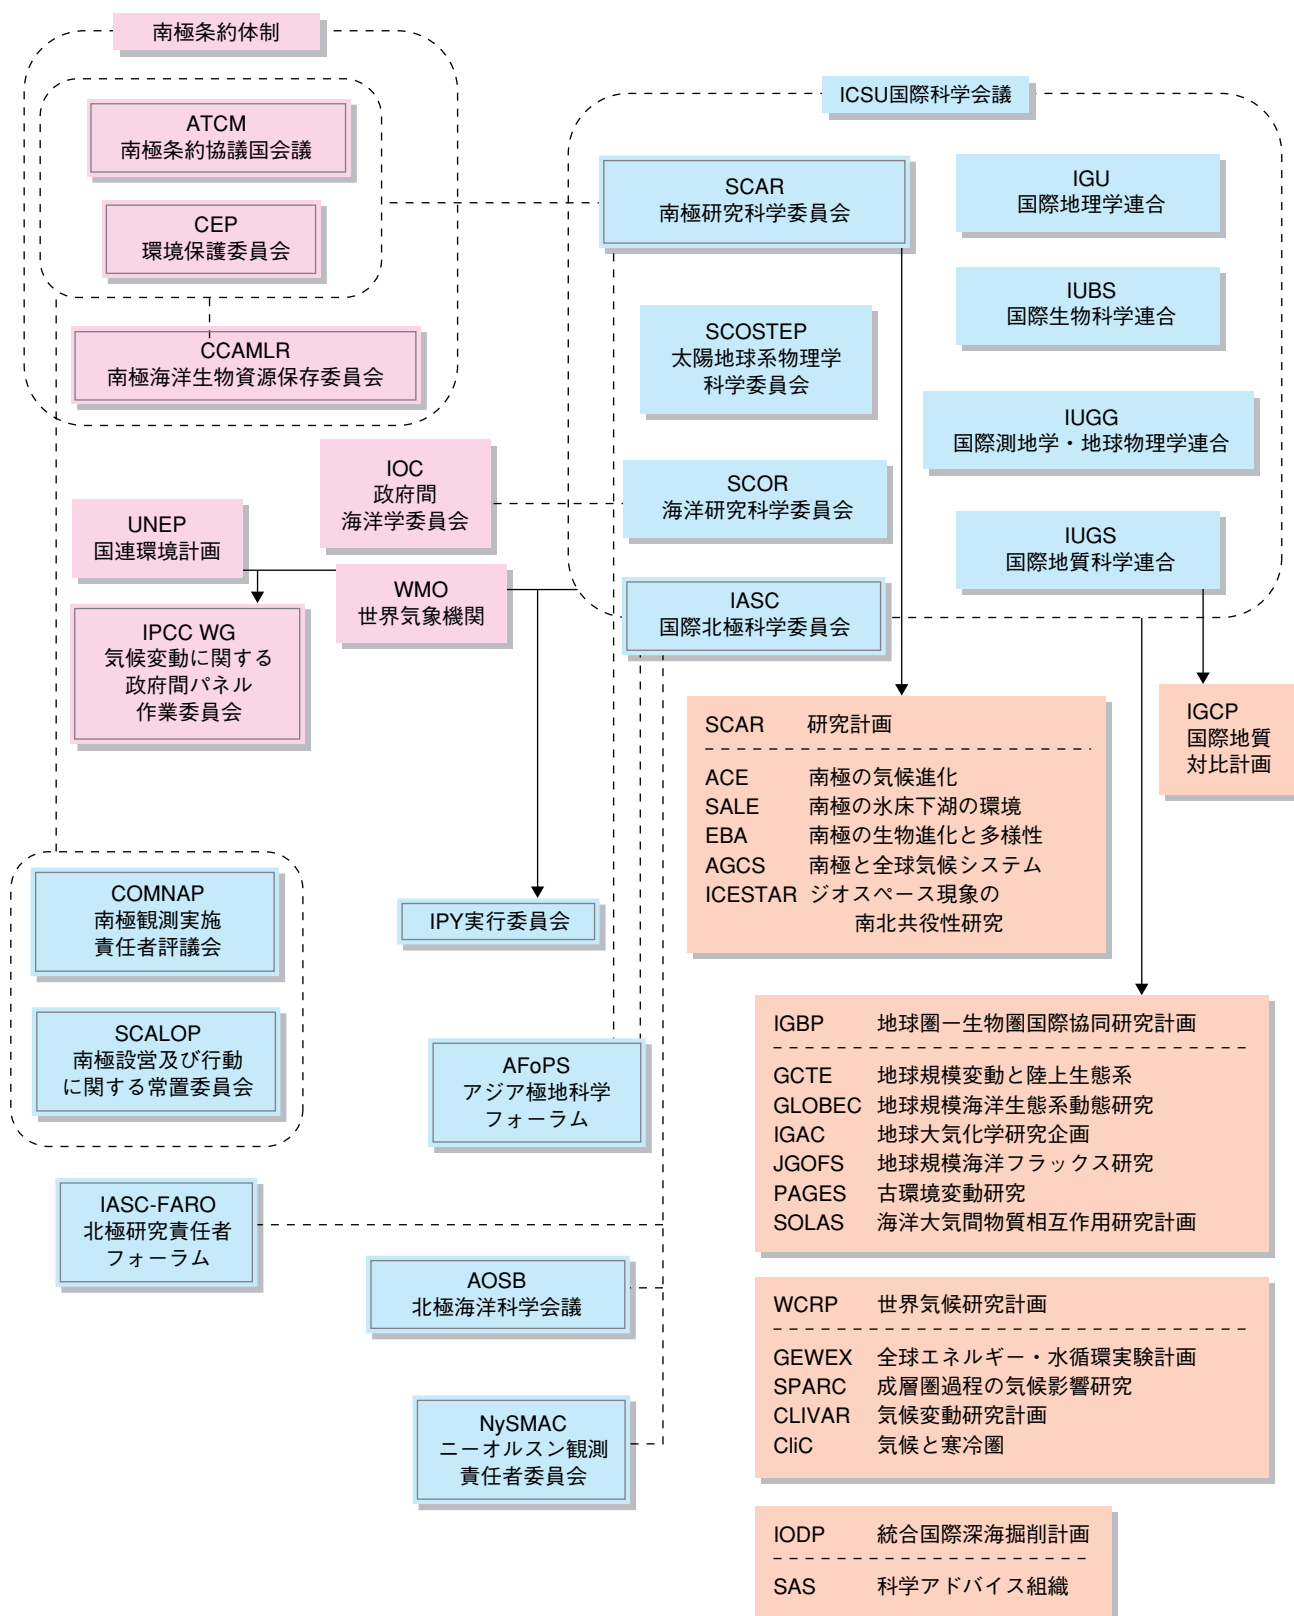 南極条約体制
ATCM
南極条約協議国会議
CEP
環境保護委員会
CCAMLR
南極海洋生物資源保存委員会
ICSU国際科学会議
SCAR
南極研究科学委員会
IGU
国際地理学連合
SCOSTEP
太陽地球系物理学
科学委員会
IUBS
国際生物科学連合
IUGG
国際測地学・地球物理学連合
SCOR
海洋研究科学委員会
IUGS
国際地質科学連合
IASC
国際北極科学委員会
IOC
政府間
海洋学委員会
UNEP
国連環境計画
WMO
世界気象機関
IPCC WG
気候変動に関する
政府間パネル
作業委員会
IGCP
国際地質
対比計画
SCAR 研究計画
ACE 南極の気候進化
SALE 南極の氷床下湖の環境
EBA 南極の生物進化と多様性
AGCS 南極と全球気候システム
ICESTAR ジオスペース現象の
南北共役性研究
COMNAP
南極観測実施
責任者評議会
SCALOP
南極設営及び行動
に関する常置委員会
IPY実行委員会
AFoPS
アジア極地科学
フォーラム
IASC-FARO
北極研究責任者
フォーラム
AOSB
北極海洋科学会議
NySMAC
ニーオルスン観測
責任者委員会
IGBP 地球圏ー生物圏国際協同研究計画
GCTE 地球規模変動と陸上生態系
GLOBEC 地球規模海洋生態系動態研究
IGAC 地球大気化学研究企画
JGOFS 地球規模海洋フラックス研究
PAGES 古環境変動研究
SOLAS 海洋大気間物質相互作用研究計画
WCRP 世界気候研究計画
GEWEX 全球エネルギー・水循環実験計画
SPARC 成層圏過程の気候影響研究
CLIVAR 気候変動研究計画
CliC 気候と寒冷圏
IODP 統合国際深海掘削計画
SAS 科学アドバイス組織